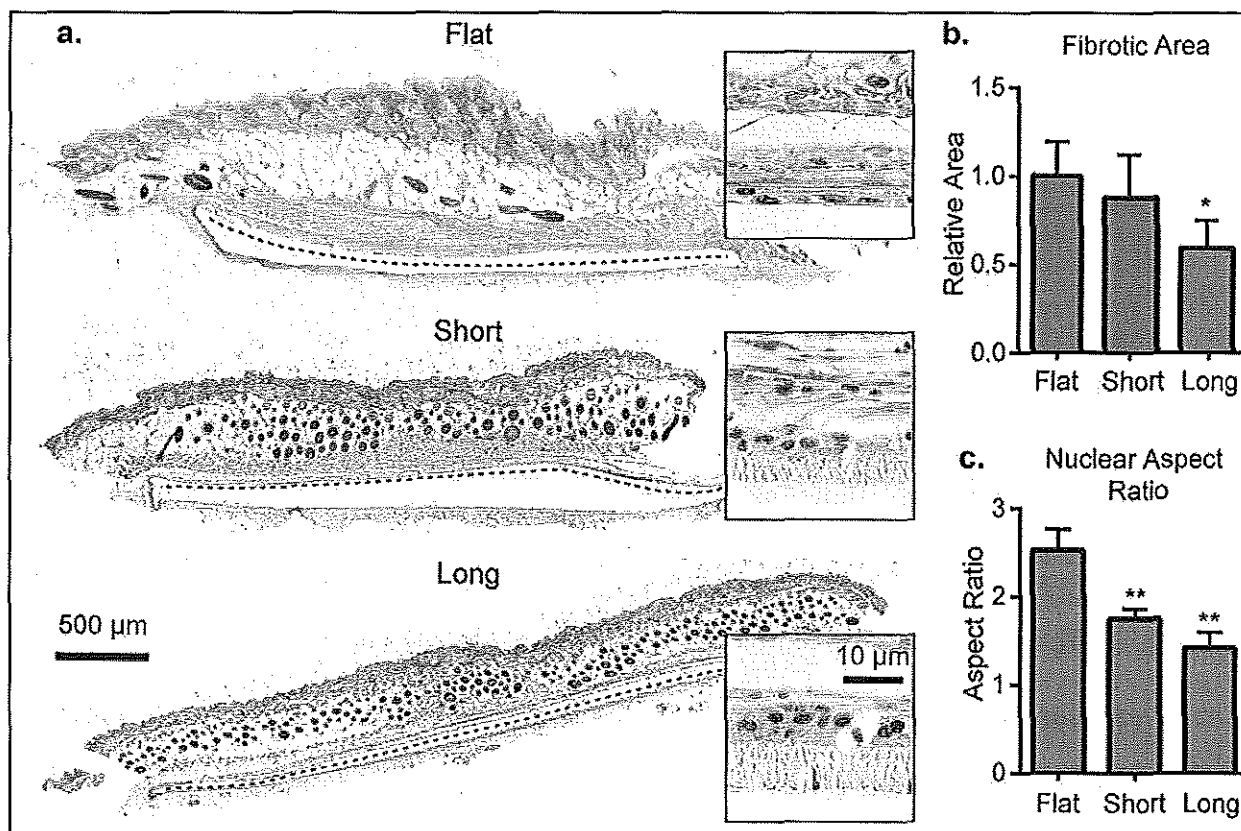 a.
Flat
Short
Long
500 µm
10 µm
b.
Fibrotic Area
Relative Area
1.5
1.0
0.5
0.0
*
Flat Short Long
c.
Nuclear Aspect
Ratio
Aspect Ratio
3
2
1
0
**
**
Flat Short Long